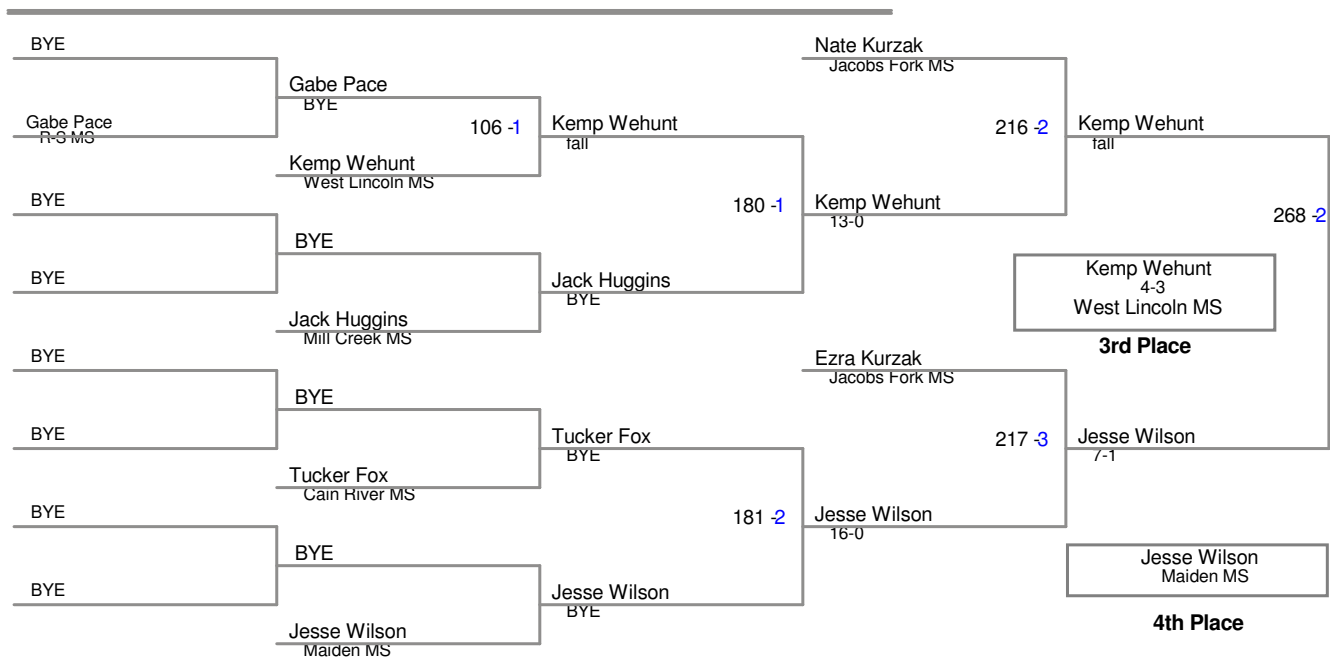 BYE
Nate Kurzak
Jacobs Fork MS
Gabe Pace
BYE
Gabe Pace
R-S MS
106 -1
Kemp Wehunt
fall
216 -2
Kemp Wehunt
fall
Kemp Wehunt
West Lincoln MS
BYE
180 -1
Kemp Wehunt
13-0
268 -2
BYE
BYE
Jack Huggins
BYE
Kemp Wehunt
4-3
West Lincoln MS
3rd Place
Jack Huggins
Mill Creek MS
BYE
Ezra Kurzak
Jacobs Fork MS
BYE
BYE
Tucker Fox
BYE
217 -3
Jesse Wilson
7-1
Tucker Fox
Cain River MS
BYE
181 -2
Jesse Wilson
16-0
BYE
Jesse Wilson
Maiden MS
4th Place
BYE
Jesse Wilson
BYE
Jesse Wilson
Maiden MS